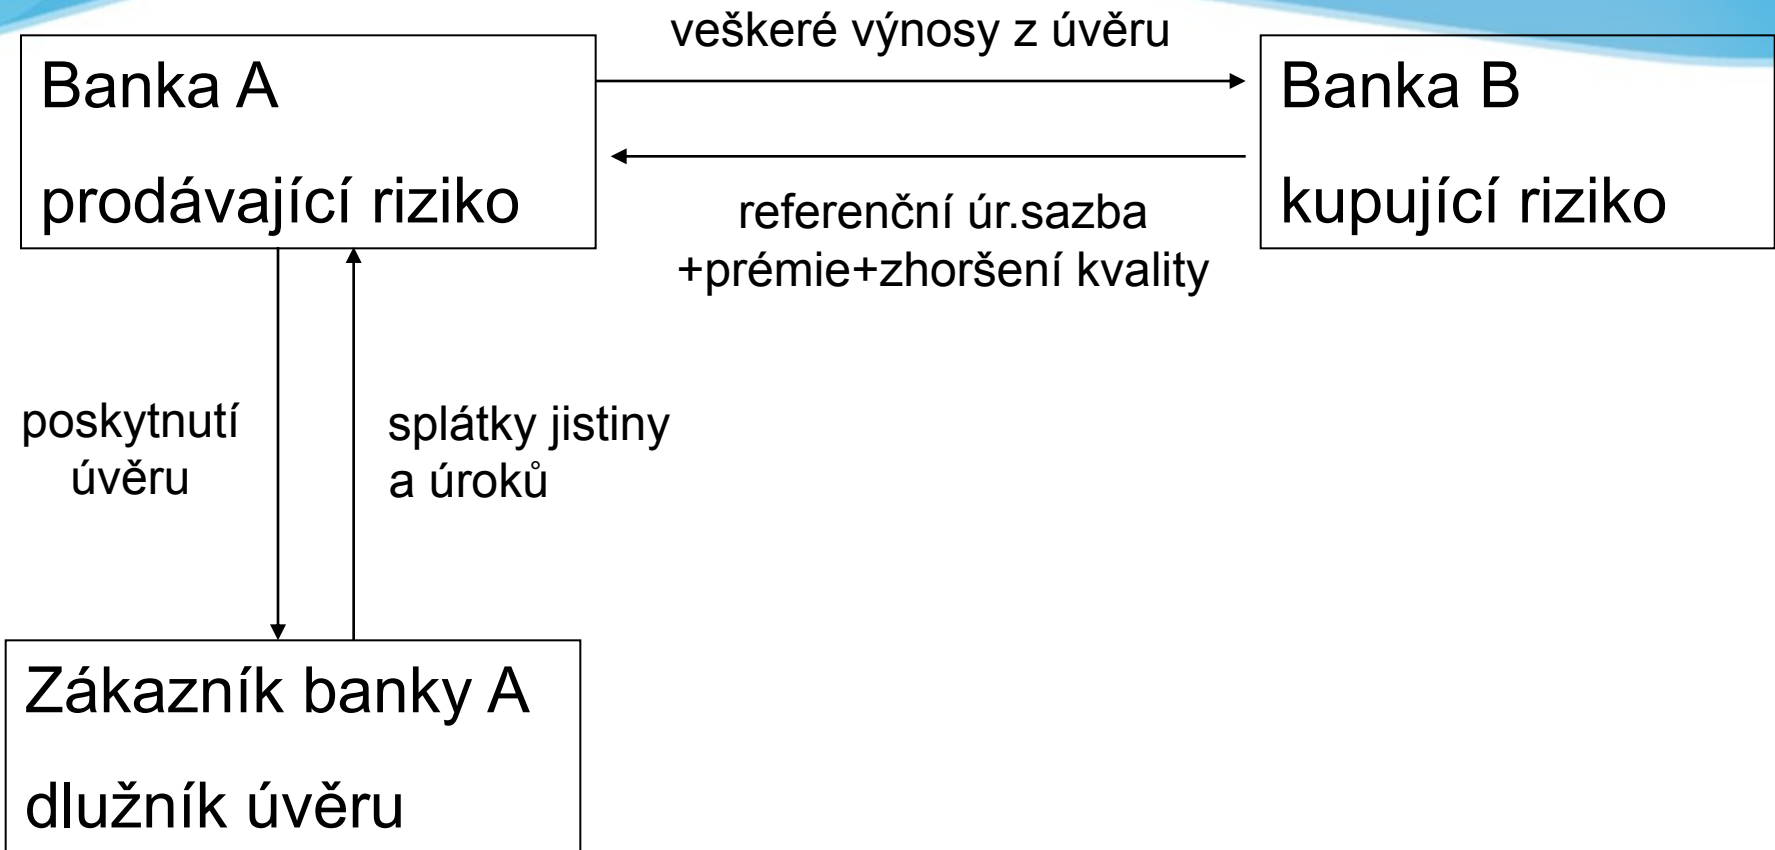 veškeré výnosy z úvěru
Banka A
prodávající riziko
Banka B
kupující riziko
referenční úr.sazba
+prémie+zhoršení kvality
poskytnutí
úvěru
splátky jistiny
a úroků
Zákazník banky A
dlužník úvěru